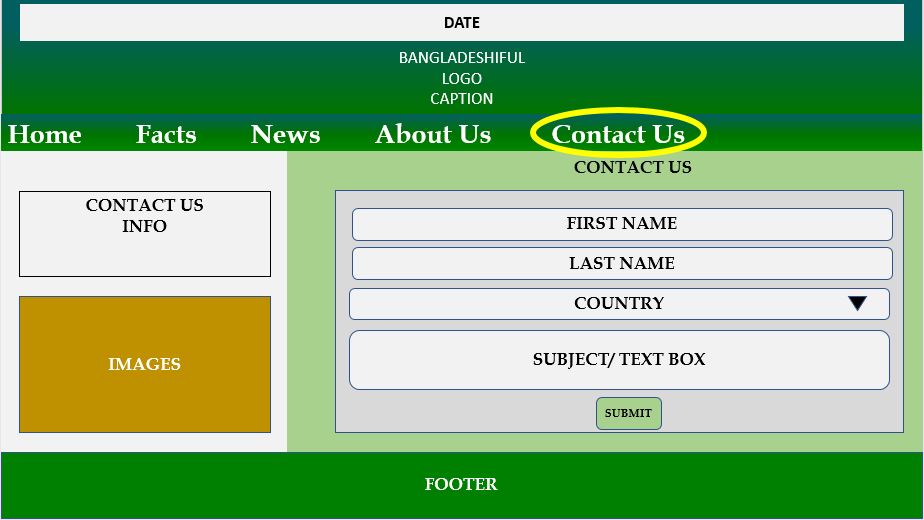 DATE
BANGLADESHIFUL
LOGO
CAPTION
Home Facts News About Us Contact Us
CONTACT US
INFO
IMAGES
CONTACT US
FIRST NAME
LAST NAME
COUNTRY
SUBJECT/ TEXT BOX
SUBMIT
FOOTER